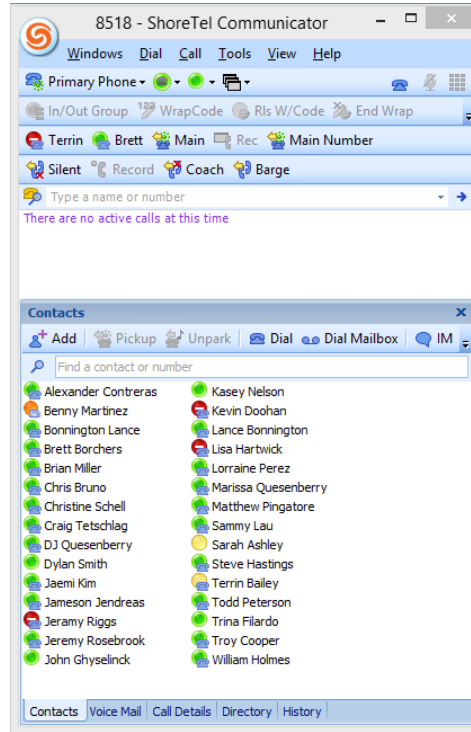 8518 - ShoreTel Communicator
Windows Dial Call Tools View Help
Primary Phone
In/Out Group WrapCode Rls W/Code End Wrap
Terrin Brett Main Rec Main Number
Silent Record Coach Barge
Type a name or number
There are no active calls at this time
Contacts
Add Pickup Unpark Dial Dial Mailbox IM
Find a contact or number
Alexander Contreras Kasey Nelson
Benny Martinez Kevin Doohan
Bonnington Lance Lance Bonnington
Brett Borchers Lisa Hartwick
Brian Miller Lorraine Perez
Chris Bruno Marissa Quesenberry
Christine Schell Matthew Pingatore
Craig Tetschlag Sammy Lau
DJ Quesenberry Sarah Ashley
Dylan Smith Steve Hastings
Jaemi Kim Terrin Bailey
Jameson Jendreas Todd Peterson
Jeramy Riggs Trina Filardo
Jeremy Rosebrook Troy Cooper
John Ghyselinck William Holmes
Contacts Voice Mail Call Details Directory History